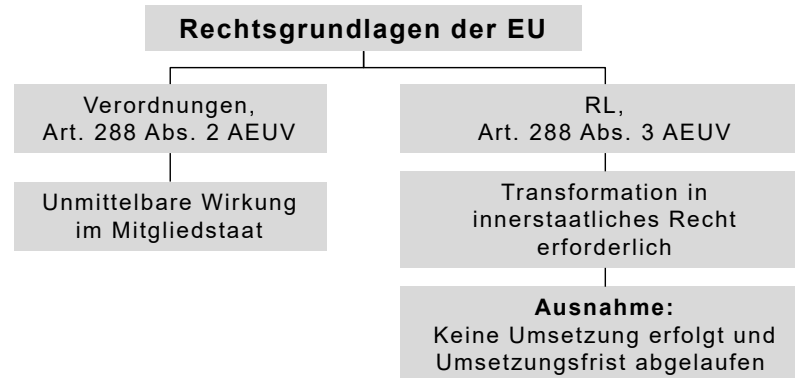 Rechtsgrundlagen der EU
Verordnungen,
Art. 288 Abs. 2 AEUV
Unmittelbare Wirkung
im Mitgliedstaat
RL,
Art. 288 Abs. 3 AEUV
Transformation in
innerstaatliches Recht
erforderlich
Ausnahme:
Keine Umsetzung erfolgt und
Umsetzungsfrist abgelaufen